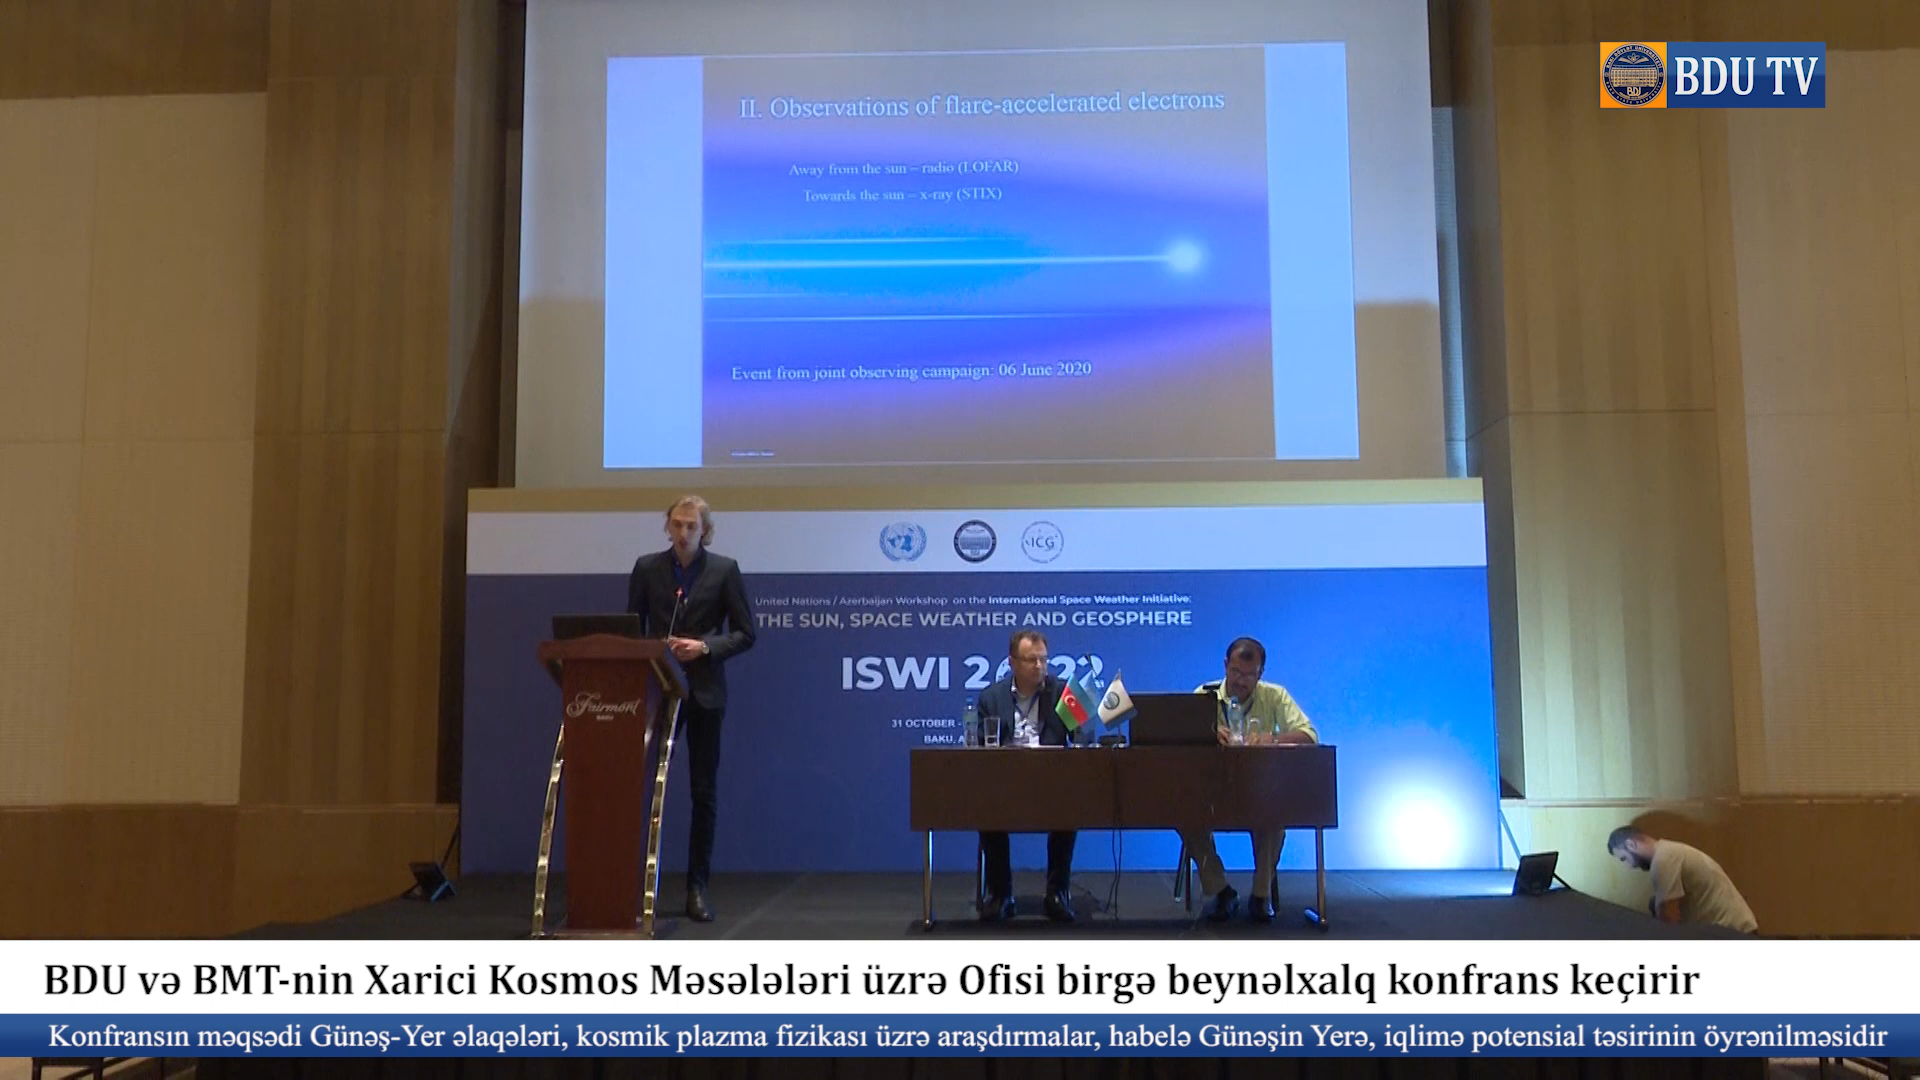 BDU TV
II. Observations of flare-accelerated electrons
Away from the sun – radio (LOFAR)
Towards the sun – x-ray (STIX)
Event from joint observing campaign: 06 June 2020
ICG
United Nations / Azerbaijan Workshop on the International Space Weather Initiative:
THE SUN, SPACE WEATHER AND GEOSPHERE
ISWI 2022
31 OCTOBER -
BAKU, A
Fairmont
BAKU
BDU və BMT-nin Xarici Kosmos Məsələləri üzrə Ofisi birgə beynəlxalq konfrans keçirir
Konfransın məqsədi Günəş-Yer əlaqələri, kosmik plazma fizikası üzrə araşdırmalar, habelə Günəşin Yerə, iqlimə potensial təsirinin öyrənilməsidir